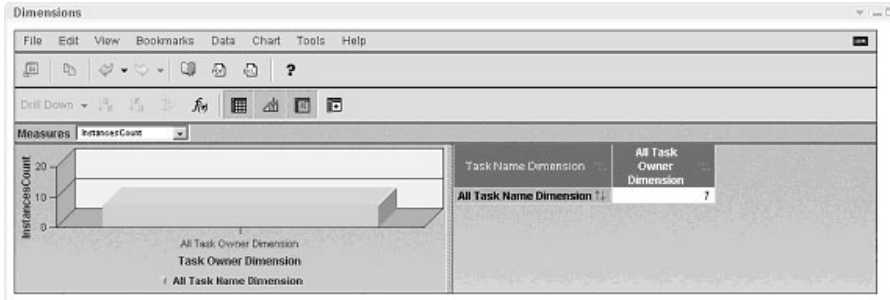 Dimensions
File Edit View Bookmarks Data Chart Tools Help
?
Drill Down
Measures InstancesCount
InstancesCount
20
10
0
All Task Owner Dimension
Task Owner Dimension
All Task Name Dimension
Task Name Dimension
All Task
Owner
Dimension
All Task Name Dimension
7